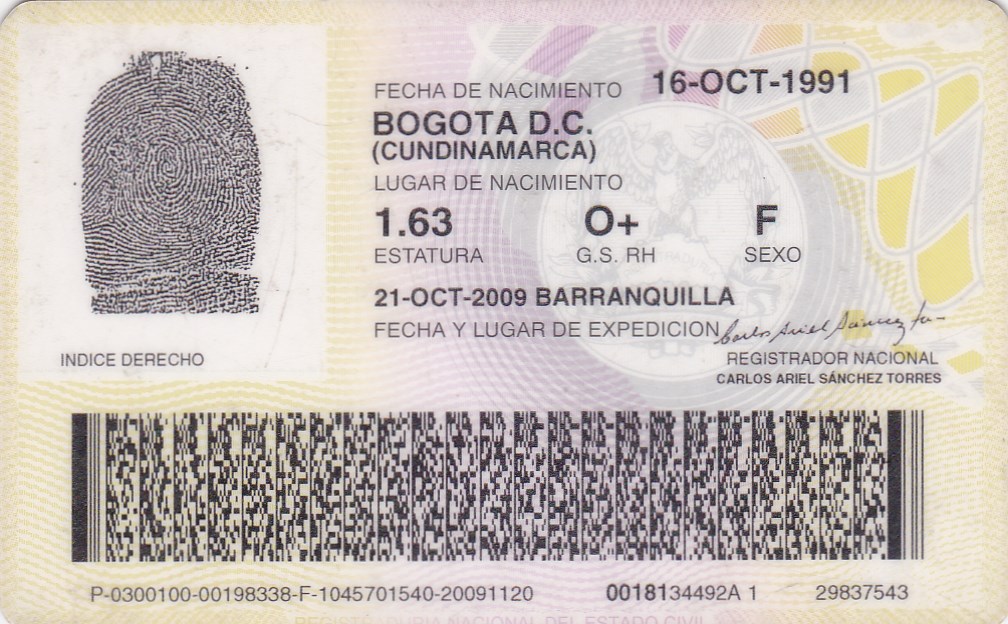 FECHA DE NACIMIENTO 16-OCT-1991
BOGOTA D.C.
(CUNDINAMARCA)
LUGAR DE NACIMIENTO
1.63 O+ F
ESTATURA G.S. RH SEXO
21-OCT-2009 BARRANQUILLA
FECHA Y LUGAR DE EXPEDICION
INDICE DERECHO
Carlos Ariel Sánchez
REGISTRADOR NACIONAL
CARLOS ARIEL SÁNCHEZ TORRES
P-0300100-00198338-F-1045701540-20091120 0018134492A 1 29837543
REGISTRADURIA NACIONAL DEL ESTADO CIVIL